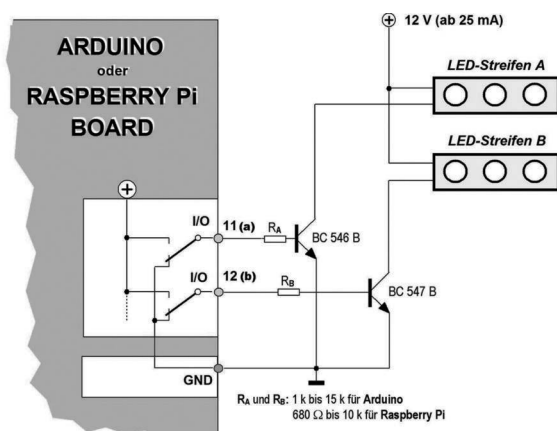 ARDUINO
oder
RASPBERRY Pi
BOARD
12 V (ab 25 mA)
LED-Streifen A
LED-Streifen B
I/O
11 (a)
RA
BC 546 B
I/O
12 (b)
RB
BC 547 B
GND
RA und RB: 1 k bis 15 k für Arduino
680 Ω bis 10 k für Raspberry Pi